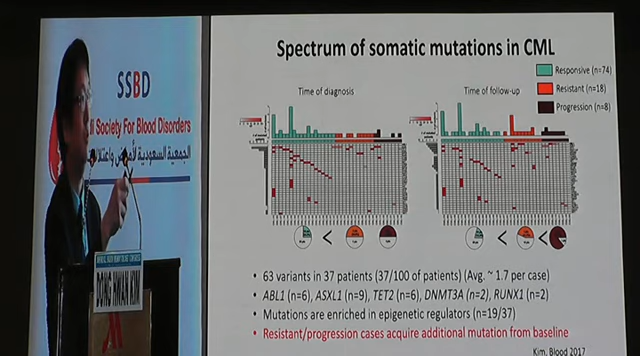 SSBD
Society For Blood Disorders
الجمعية السعودية
DONG HWAN KIM
Spectrum of somatic mutations in CML
Responsive (n=74)
Resistant (n=18)
Progression (n=8)
Time of diagnosis
Time of follow-up
<
<
<
• 63 variants in 37 patients (37/100 of patients) (Avg. ~ 1.7 per case)
• ABL1 (n=6), ASXL1 (n=9), TET2 (n=6), DNMT3A (n=2), RUNX1 (n=2)
• Mutations are enriched in epigenetic regulators (n=19/37)
• Resistant/progression cases acquire additional mutation from baseline
Kim, Blood 2017